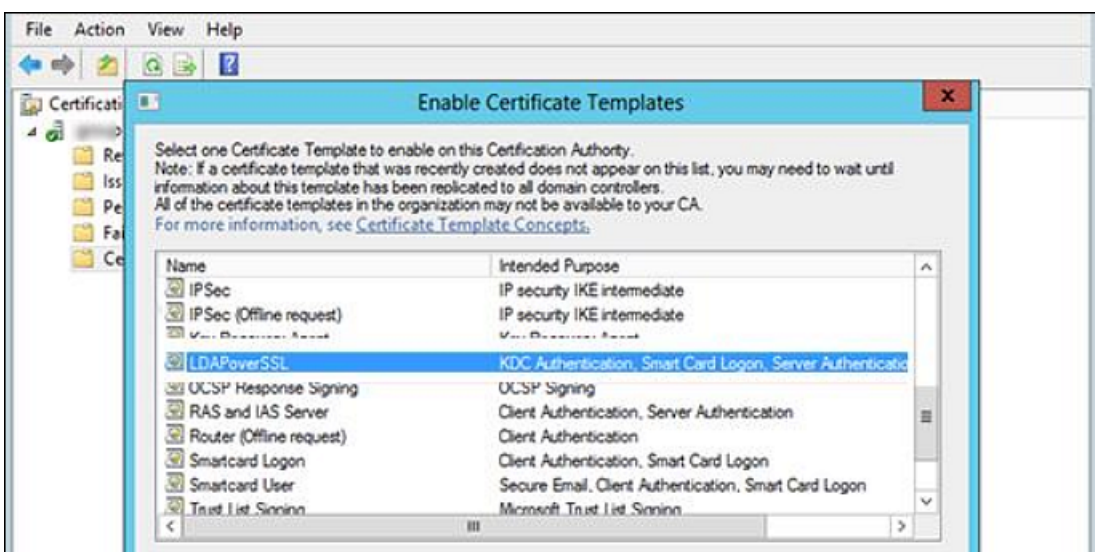 File Action View Help
Enable Certificate Templates
Certificati
Select one Certificate Template to enable on this Certification Authority.
Note: If a certificate template that was recently created does not appear on this list, you may need to wait until
information about this template has been replicated to all domain controllers.
All of the certificate templates in the organization may not be available to your CA.
For more information, see Certificate Template Concepts.
Re
Iss
Pe
Fai
Ce
Name Intended Purpose
IPSec IP security IKE intermediate
IPSec (Offline request) IP security IKE intermediate
Key Recovery Agent Key Recovery Agent
LDAPoverSSL KDC Authentication, Smart Card Logon, Server Authenticatio
OCSP Response Signing OCSP Signing
RAS and IAS Server Client Authentication, Server Authentication
Router (Offline request) Client Authentication
Smartcard Logon Client Authentication, Smart Card Logon
Smartcard User Secure Email, Client Authentication, Smart Card Logon
Trust List Signing Microsoft Trust List Signing